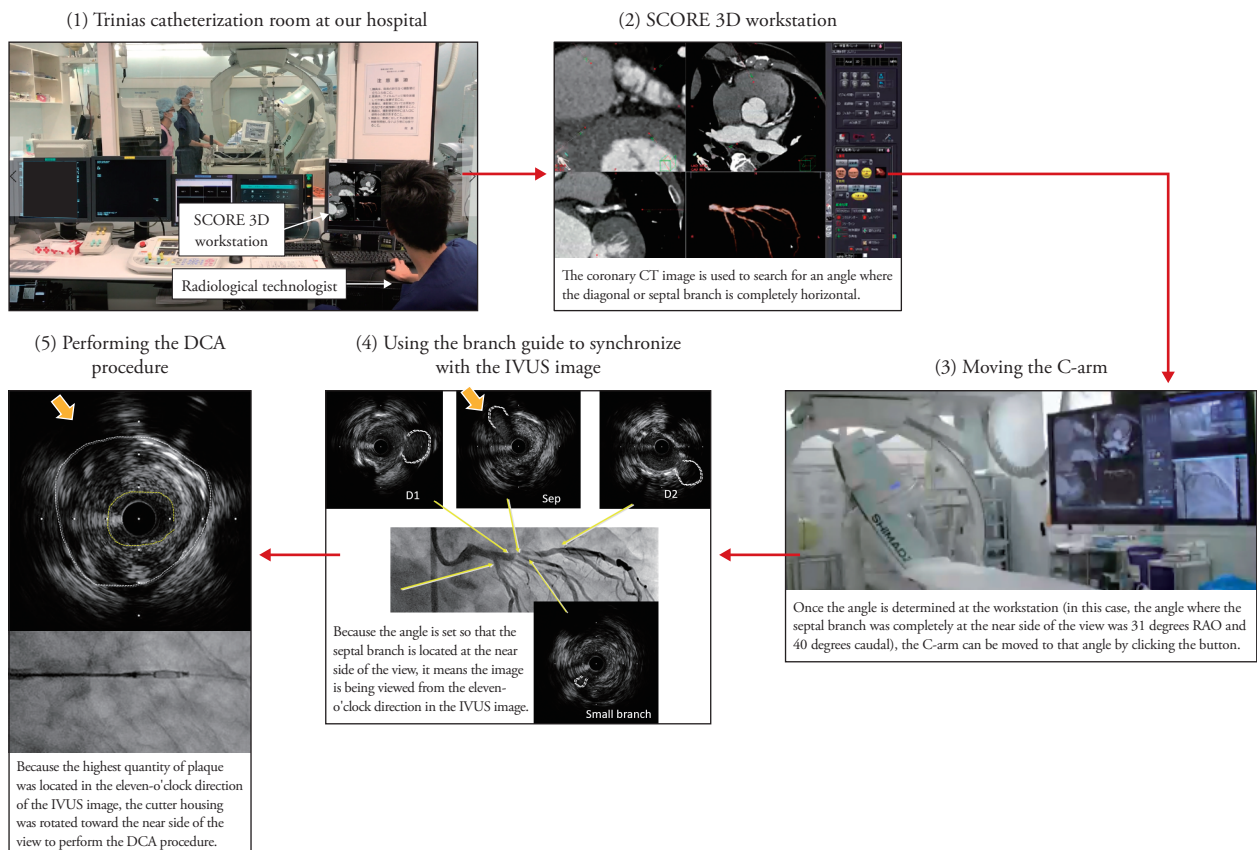 (1) Trinias catheterization room at our hospital
SCORE 3D
workstation
Radiological technologist
(2) SCORE 3D workstation
The coronary CT image is used to search for an angle where
the diagonal or septal branch is completely horizontal.
(3) Moving the C-arm
SHIMADZ
Once the angle is determined at the workstation (in this case, the angle where the
septal branch was completely at the near side of the view was 31 degrees RAO and
40 degrees caudal), the C-arm can be moved to that angle by clicking the button.
(4) Using the branch guide to synchronize
with the IVUS image
D1
Sep
D2
Because the angle is set so that the
septal branch is located at the near
side of the view, it means the image
is being viewed from the eleven-
o'clock direction in the IVUS image.
Small branch
(5) Performing the DCA
procedure
Because the highest quantity of plaque
was located in the eleven-o'clock direction
of the IVUS image, the cutter housing
was rotated toward the near side of the
view to perform the DCA procedure.